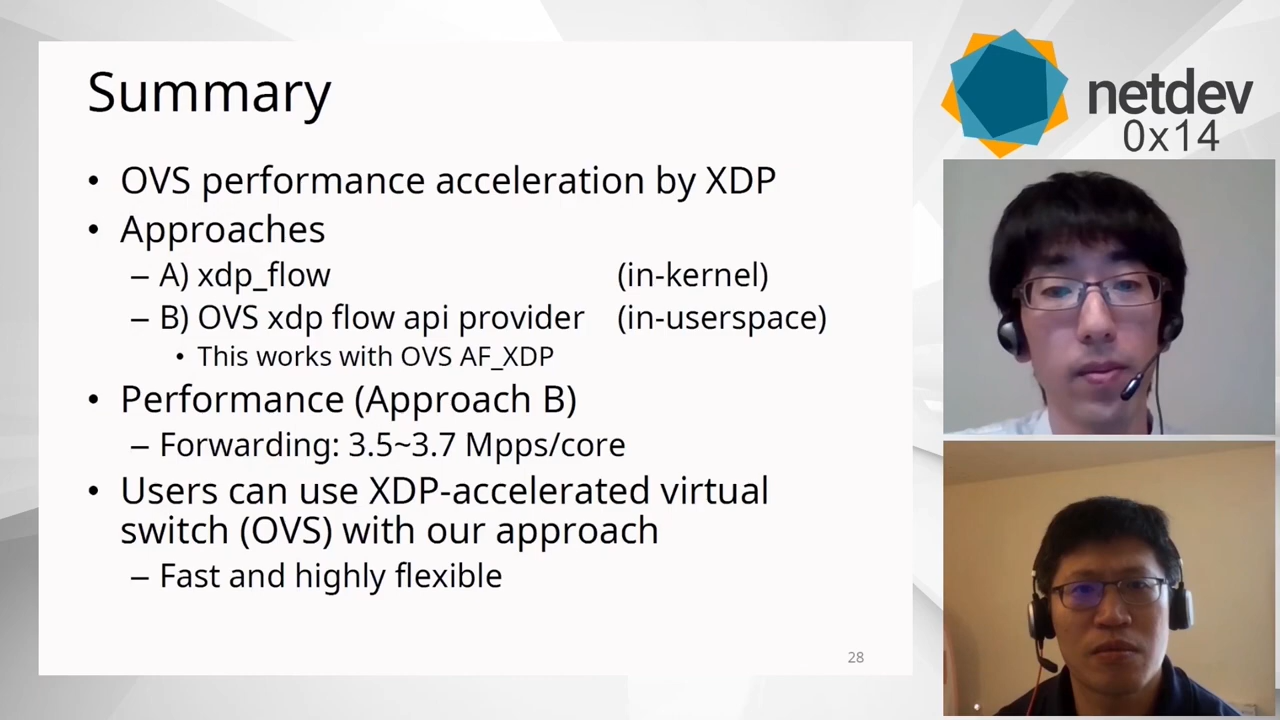 Summary
• OVS performance acceleration by XDP
• Approaches
– A) xdp_flow (in-kernel)
– B) OVS xdp flow api provider (in-userspace)
• This works with OVS AF_XDP
• Performance (Approach B)
– Forwarding: 3.5~3.7 Mpps/core
• Users can use XDP-accelerated virtual
switch (OVS) with our approach
– Fast and highly flexible
28
netdev
0x14